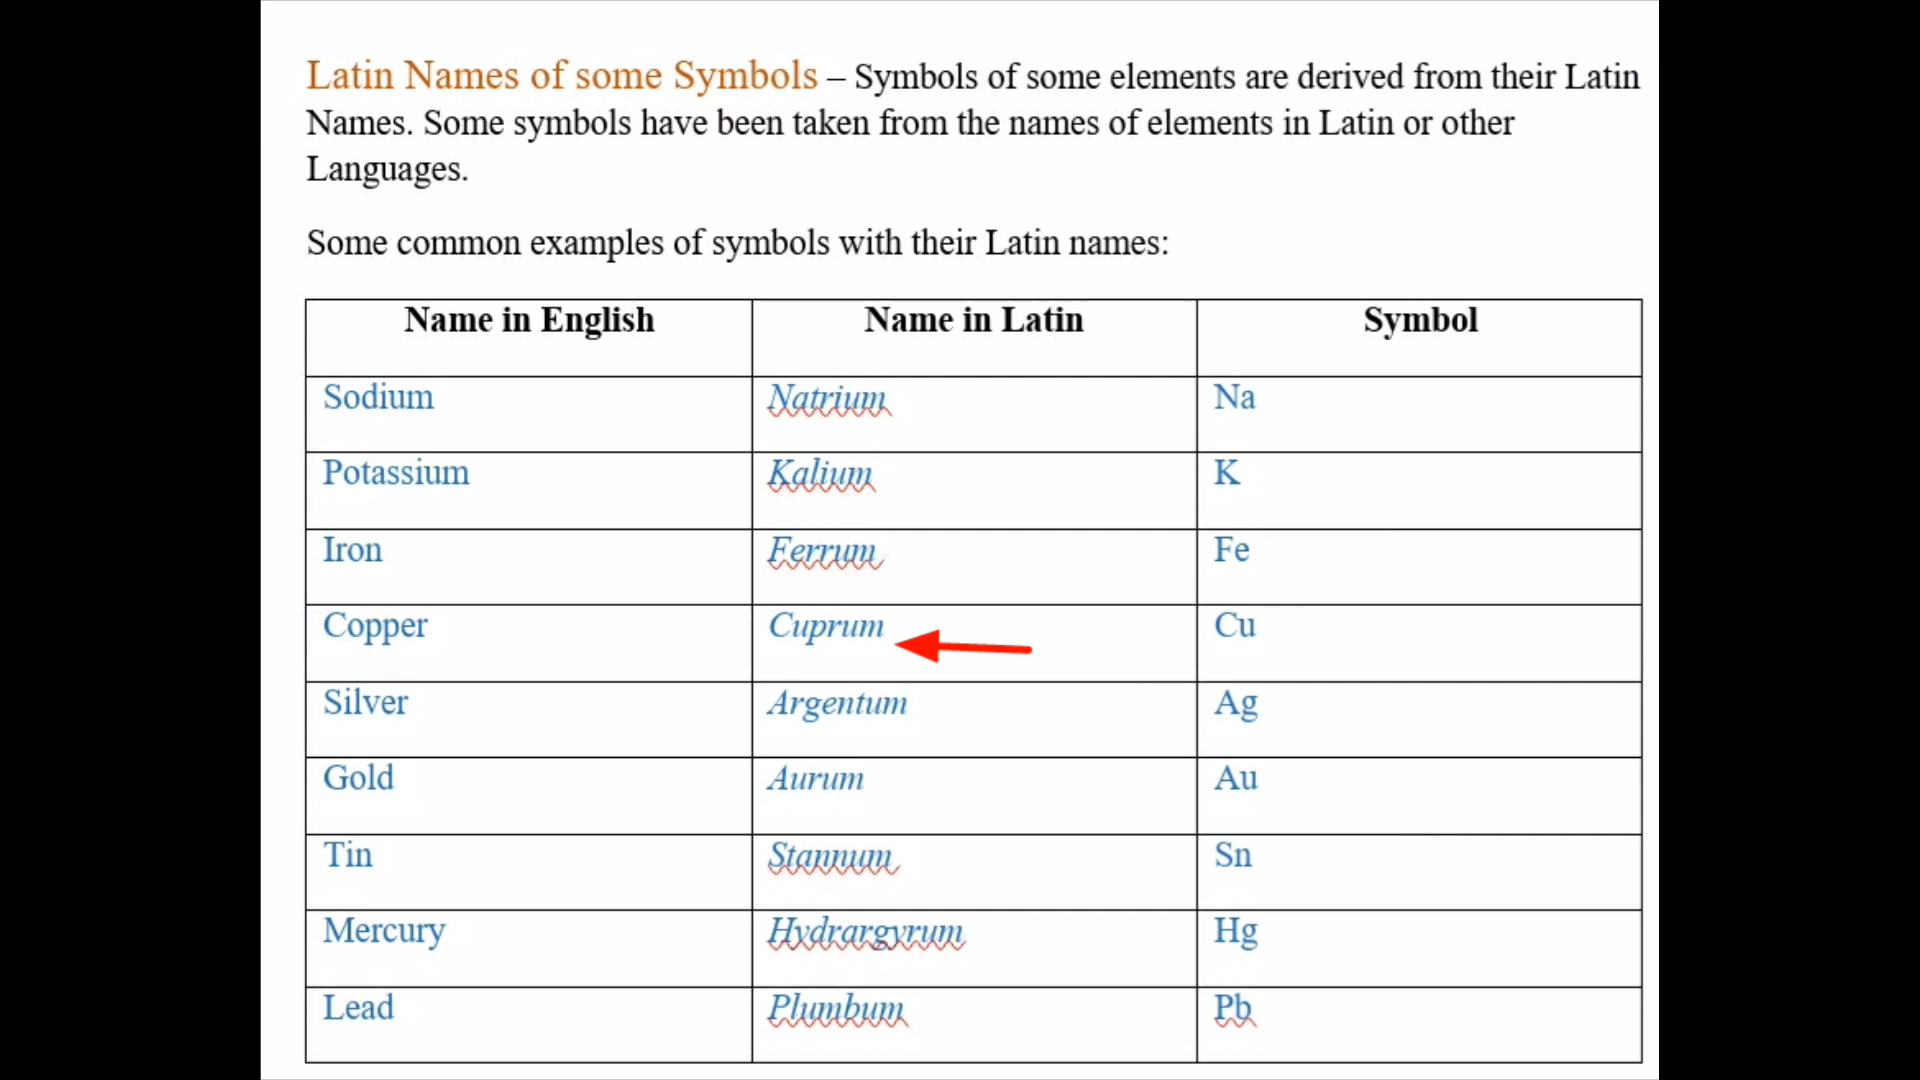 Latin Names of some Symbols – Symbols of some elements are derived from their Latin
Names. Some symbols have been taken from the names of elements in Latin or other
Languages.
Some common examples of symbols with their Latin names:
Name in English Name in Latin Symbol
Sodium Natrium Na
Potassium Kalium K
Iron Ferrum Fe
Copper Cuprum Cu
Silver Argentum Ag
Gold Aurum Au
Tin Stannum Sn
Mercury Hydrargyrum Hg
Lead Plumbum Pb